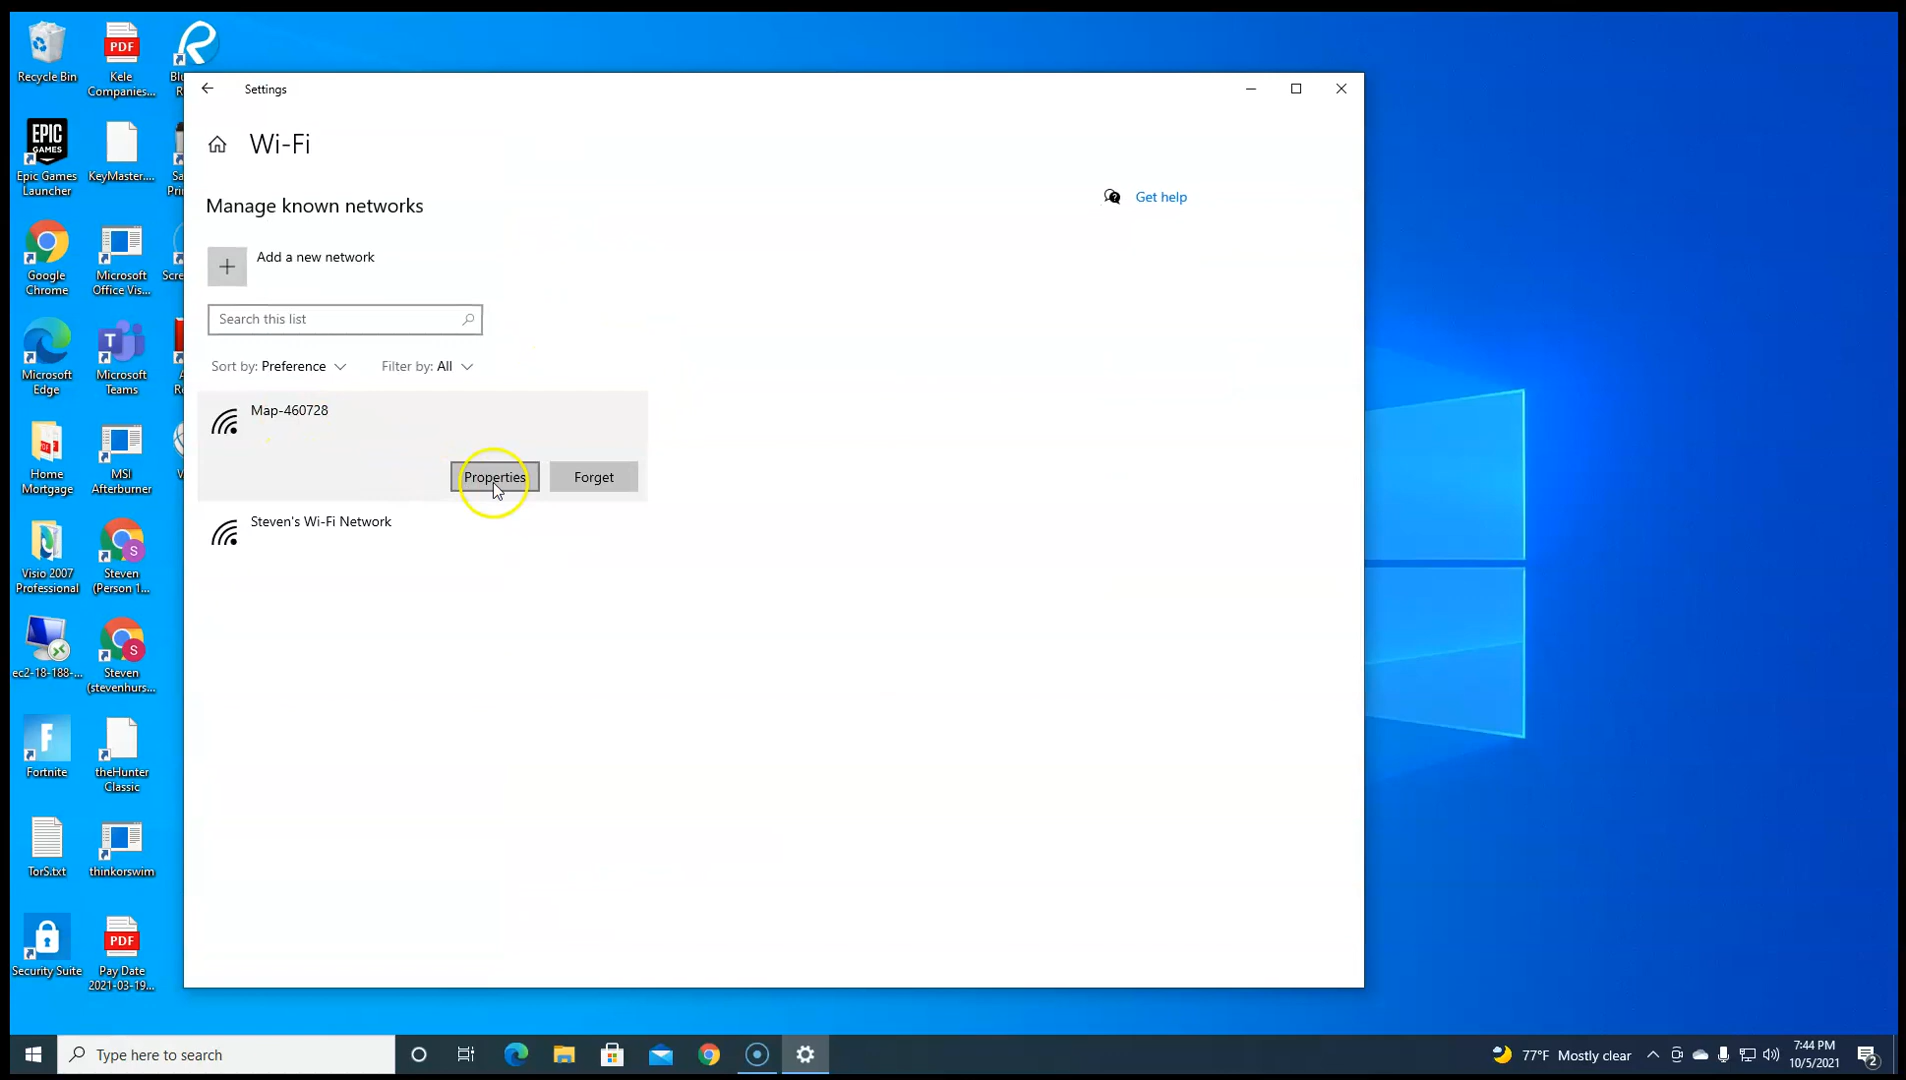 Recycle Bin
PDF
Kele
Companies...
Settings
Wi-Fi
Manage known networks
Get help
Add a new network
Search this list
Sort by: Preference
Filter by: All
Map-460728
Properties
Forget
Steven's Wi-Fi Network
EPIC
GAMES
Epic Games
Launcher
KeyMaster....
Google
Chrome
Microsoft
Office Vis...
Microsoft
Edge
Microsoft
Teams
Home
Mortgage
MSI
Afterburner
Visio 2007
Professional
S
Steven
(Person 1...
ec2-18-188-...
S
Steven
(stevenhurs...
F
Fortnite
theHunter
Classic
TorS.txt
thinkorswim
Security Suite
PDF
Pay Date
2021-03-19...
Type here to search
77°F Mostly clear
7:44 PM
10/5/2021
2